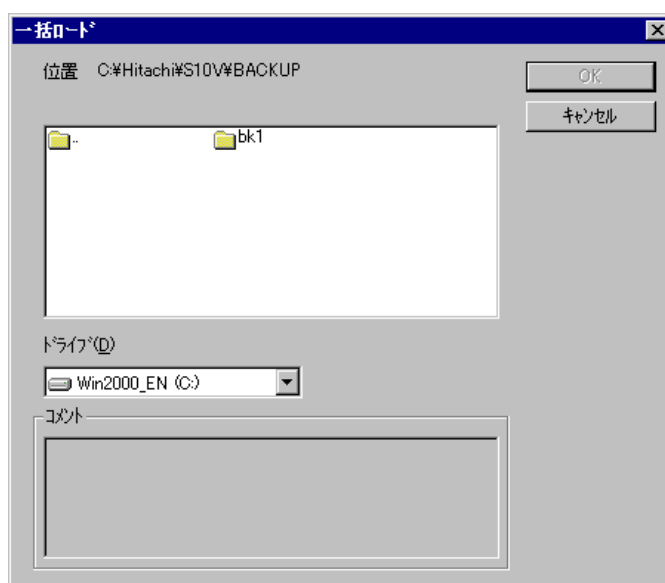 一括ﾛｰﾄﾞ
位置 C:¥Hitachi¥S10V¥BACKUP
OK
ｷｬﾝｾﾙ
.. bk1
ﾄﾞﾗｲﾌﾞ(D)
Win2000_EN (C:)
ｺﾒﾝﾄ